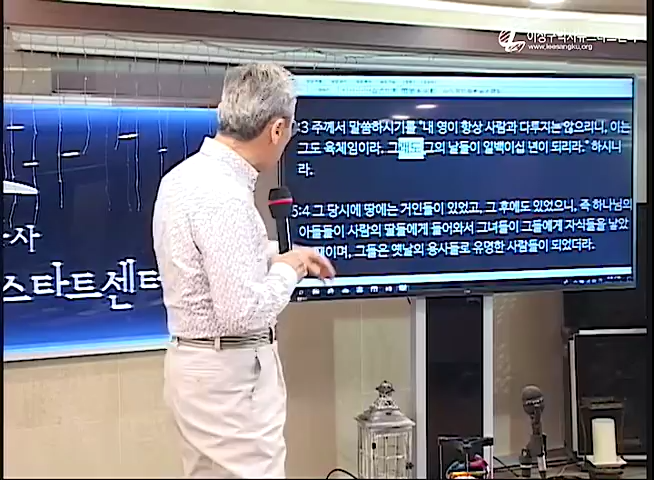 www.leesangku.org
:3 주께서 말씀하시기를 "내 영이 항상 사람과 다투지는 않으리니, 이는
그도 육체임이라. 그래도 그의 날들이 일백이십 년이 되리라." 하시니
라.
6:4 그 당시에 땅에는 거인들이 있었고, 그 후에도 있었으니, 즉 하나님의
아들들이 사람의 딸들에게 들어와서 그녀들이 그들에게 자식들을 낳았
이며, 그들은 옛날의 용사들로 유명한 사람들이 되었더라.
사
스타트센터